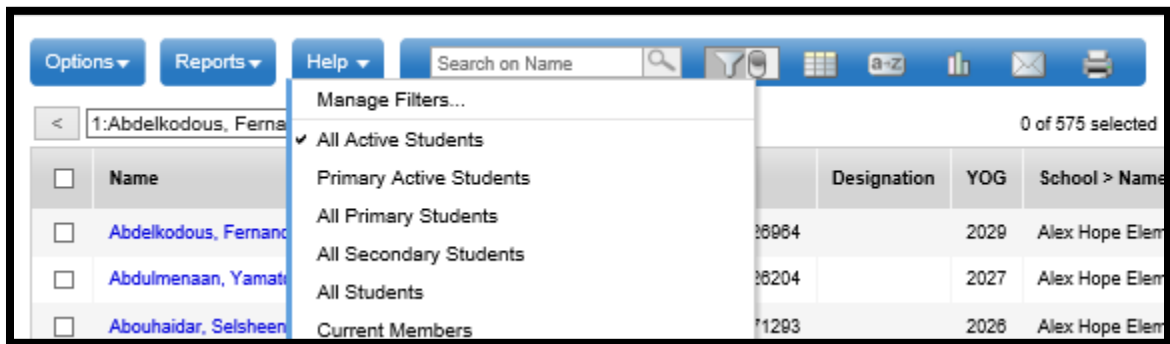 Options Reports Help Search on Name a-z
Manage Filters...
< 1:Abdelkodous, Ferna 0 of 575 selected
All Active Students
Name Primary Active Students Designation YOG School > Name
All Primary Students
Abdelkodous, Fernand 26964 2029 Alex Hope Elem
All Secondary Students
Abdulmenaan, Yamato 26204 2027 Alex Hope Elem
All Students
Abouhaidar, Selsheen 71293 2026 Alex Hope Elem
Current Members